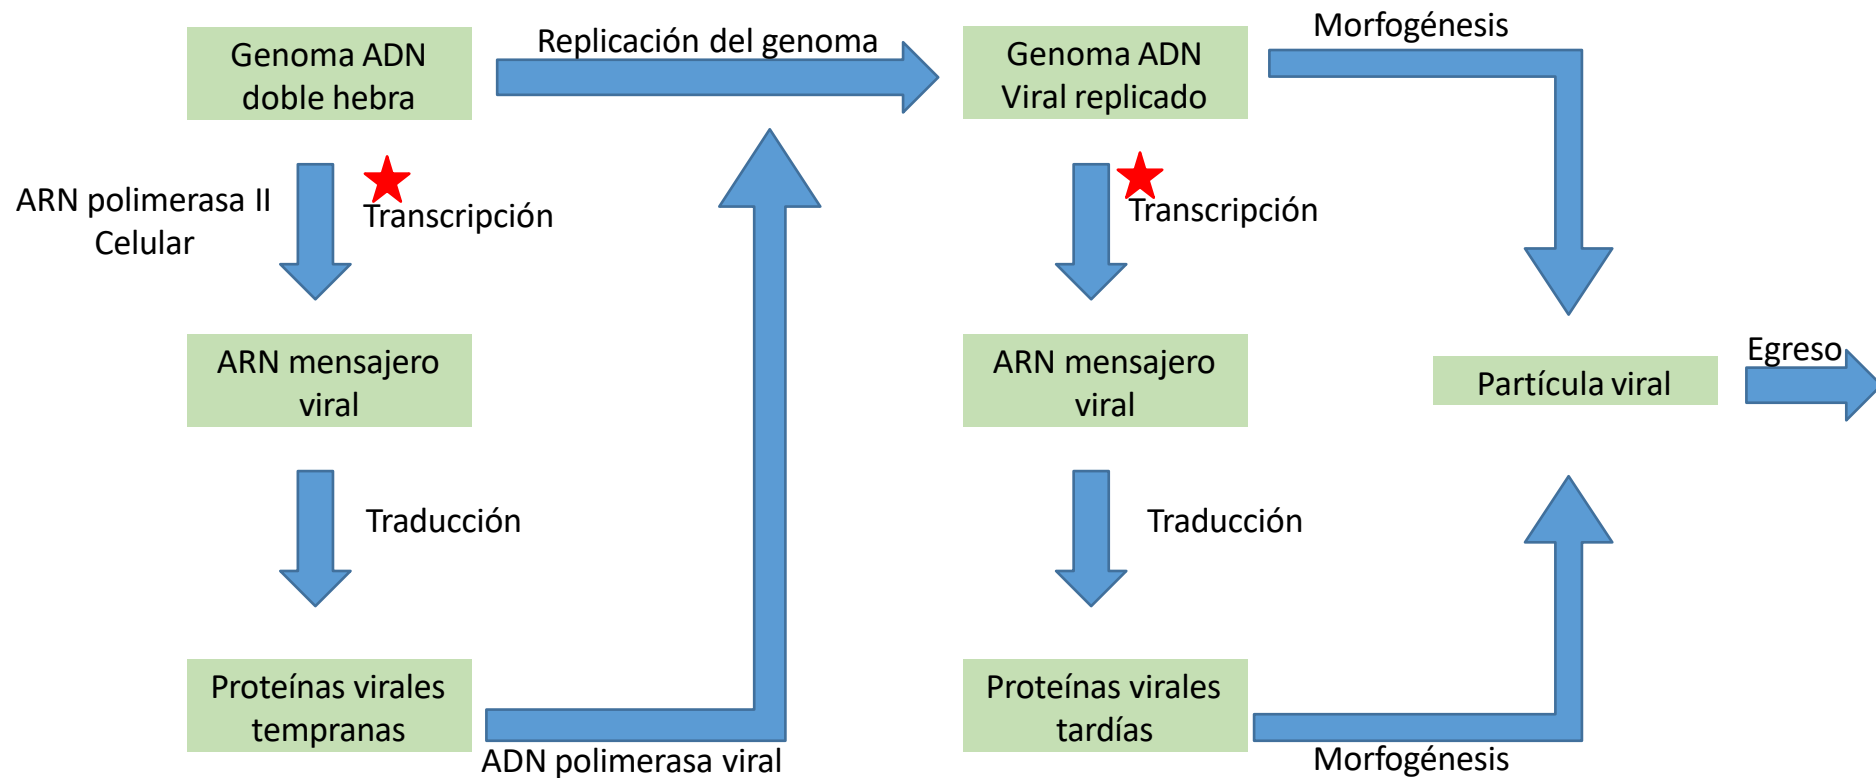 Genoma ADN
doble hebra
Replicación del genoma
Genoma ADN
Viral replicado
Morfogénesis
ARN polimerasa II
Celular
Transcripción
Transcripción
ARN mensajero
viral
ARN mensajero
viral
Partícula viral
Egreso
Traducción
Traducción
Proteínas virales
tempranas
ADN polimerasa viral
Proteínas virales
tardías
Morfogénesis